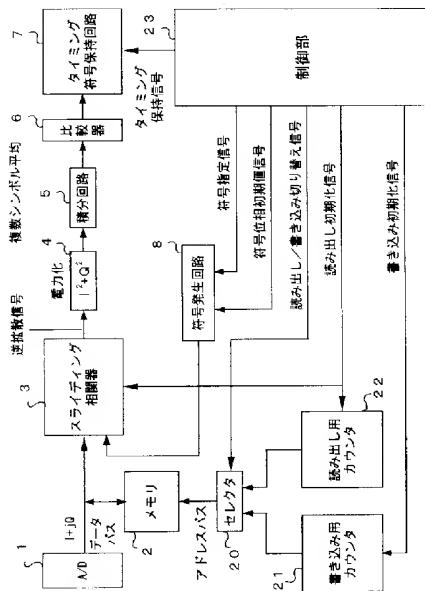 1
A/D
I+jQ
データ
バス
2
メモリ
アドレスバス
20
セレクタ
21
書き込み用
カウンタ
22
読み出し用
カウンタ
3
スライディング
相関器
逆拡散信号
4
電力化
I²+Q²
5
積分回路
複数シンボル平均
6
比較器
7
タイミング
符号保持回路
タイミング
保持信号
8
符号発生回路
23
制御部
符号指定信号
符号位相初期値信号
読み出し/書き込み切り替え信号
読み出し初期化信号
書き込み初期化信号